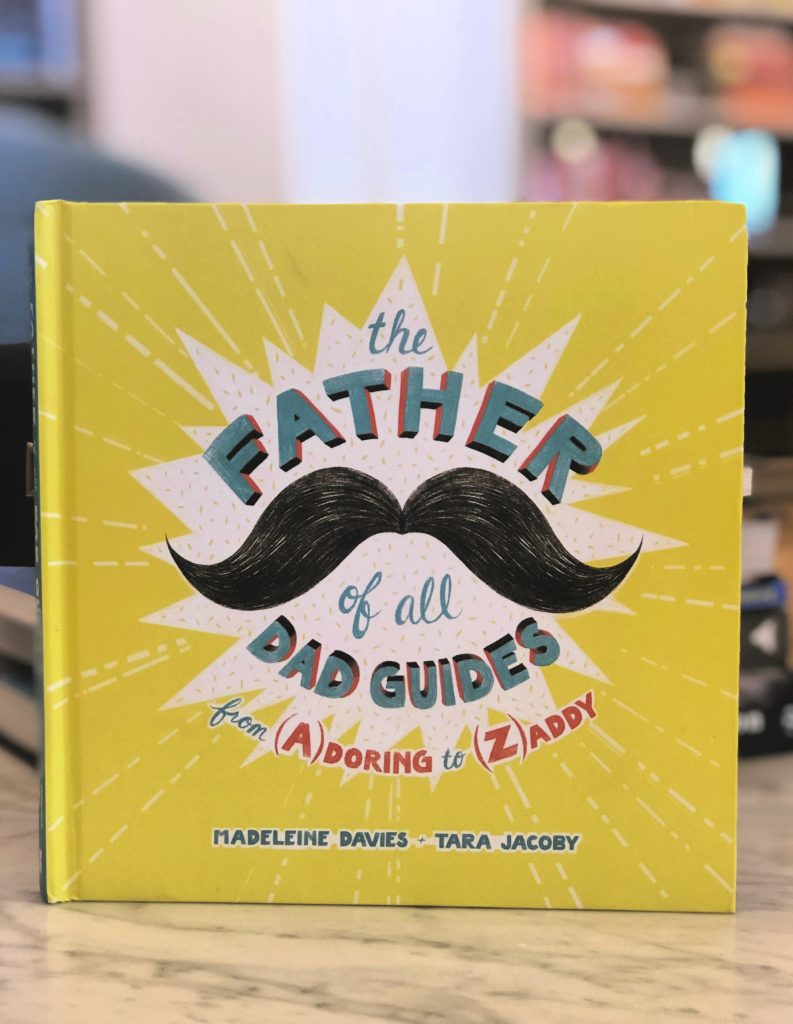 the
FATHER
of all
DAD GUIDES
from (A)DORING to (Z)ADDY
MADELEINE DAVIES + TARA JACOBY